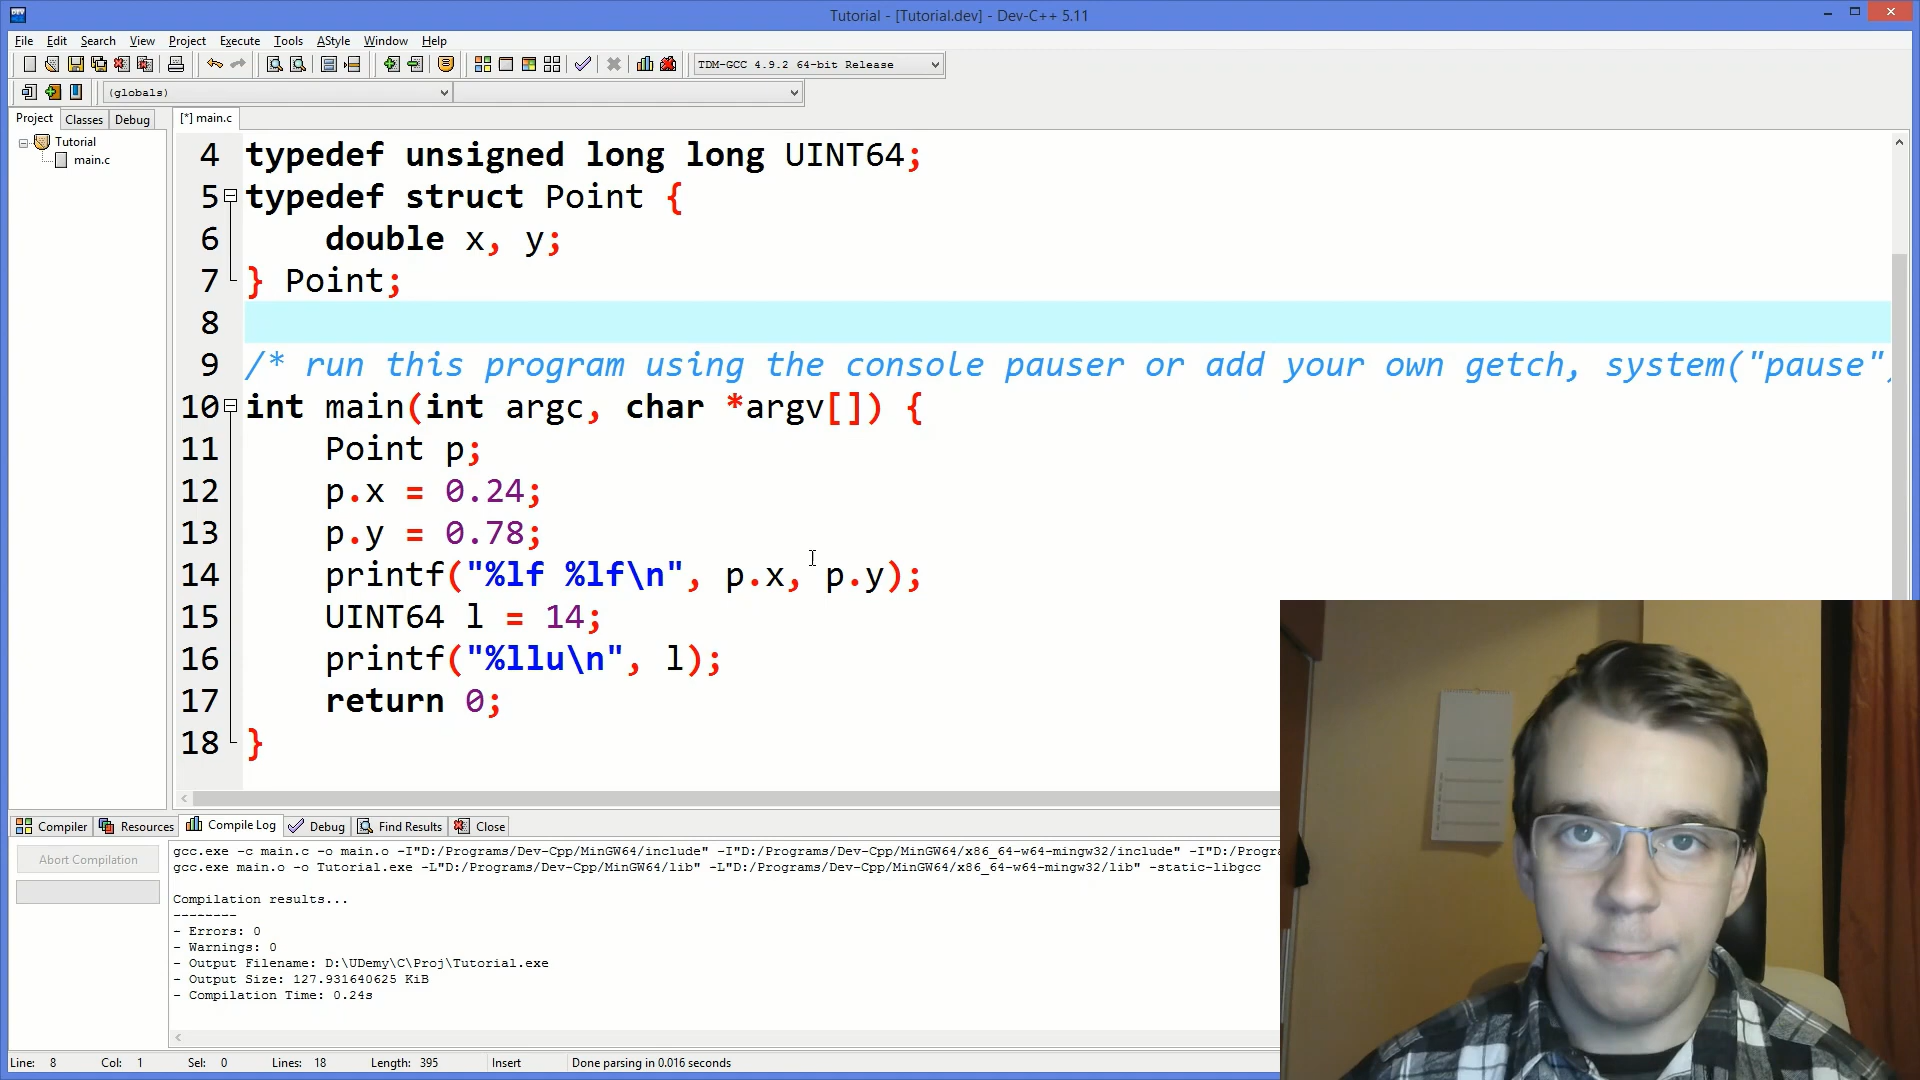 Tutorial - [Tutorial.dev] - Dev-C++ 5.11
File Edit Search View Project Execute Tools AStyle Window Help
TDM-GCC 4.9.2 64-bit Release
(globals)
Project Classes Debug
[*] main.c
Tutorial
main.c
4 typedef unsigned long long UINT64;
5 typedef struct Point {
6 double x, y;
7 } Point;
8
9 /* run this program using the console pauser or add your own getch, system("pause")
10 int main(int argc, char *argv[]) {
11 Point p;
12 p.x = 0.24;
13 p.y = 0.78;
14 printf("%lf %lf\n", p.x, p.y);
15 UINT64 l = 14;
16 printf("%llu\n", l);
17 return 0;
18 }
Compiler Resources Compile Log Debug Find Results Close
Abort Compilation
gcc.exe -c main.c -o main.o -I"D:/Programs/Dev-Cpp/MinGW64/include" -I"D:/Programs/Dev-Cpp/MinGW64/x86_64-w64-mingw32/include" -I"D:/Progra
gcc.exe main.o -o Tutorial.exe -L"D:/Programs/Dev-Cpp/MinGW64/lib" -L"D:/Programs/Dev-Cpp/MinGW64/x86_64-w64-mingw32/lib" -static-libgcc
Compilation results...
--------
- Errors: 0
- Warnings: 0
- Output Filename: D:\UDemy\C\Proj\Tutorial.exe
- Output Size: 127.931640625 KiB
- Compilation Time: 0.24s
Line: 8 Col: 1 Sel: 0 Lines: 18 Length: 395 Insert Done parsing in 0.016 seconds